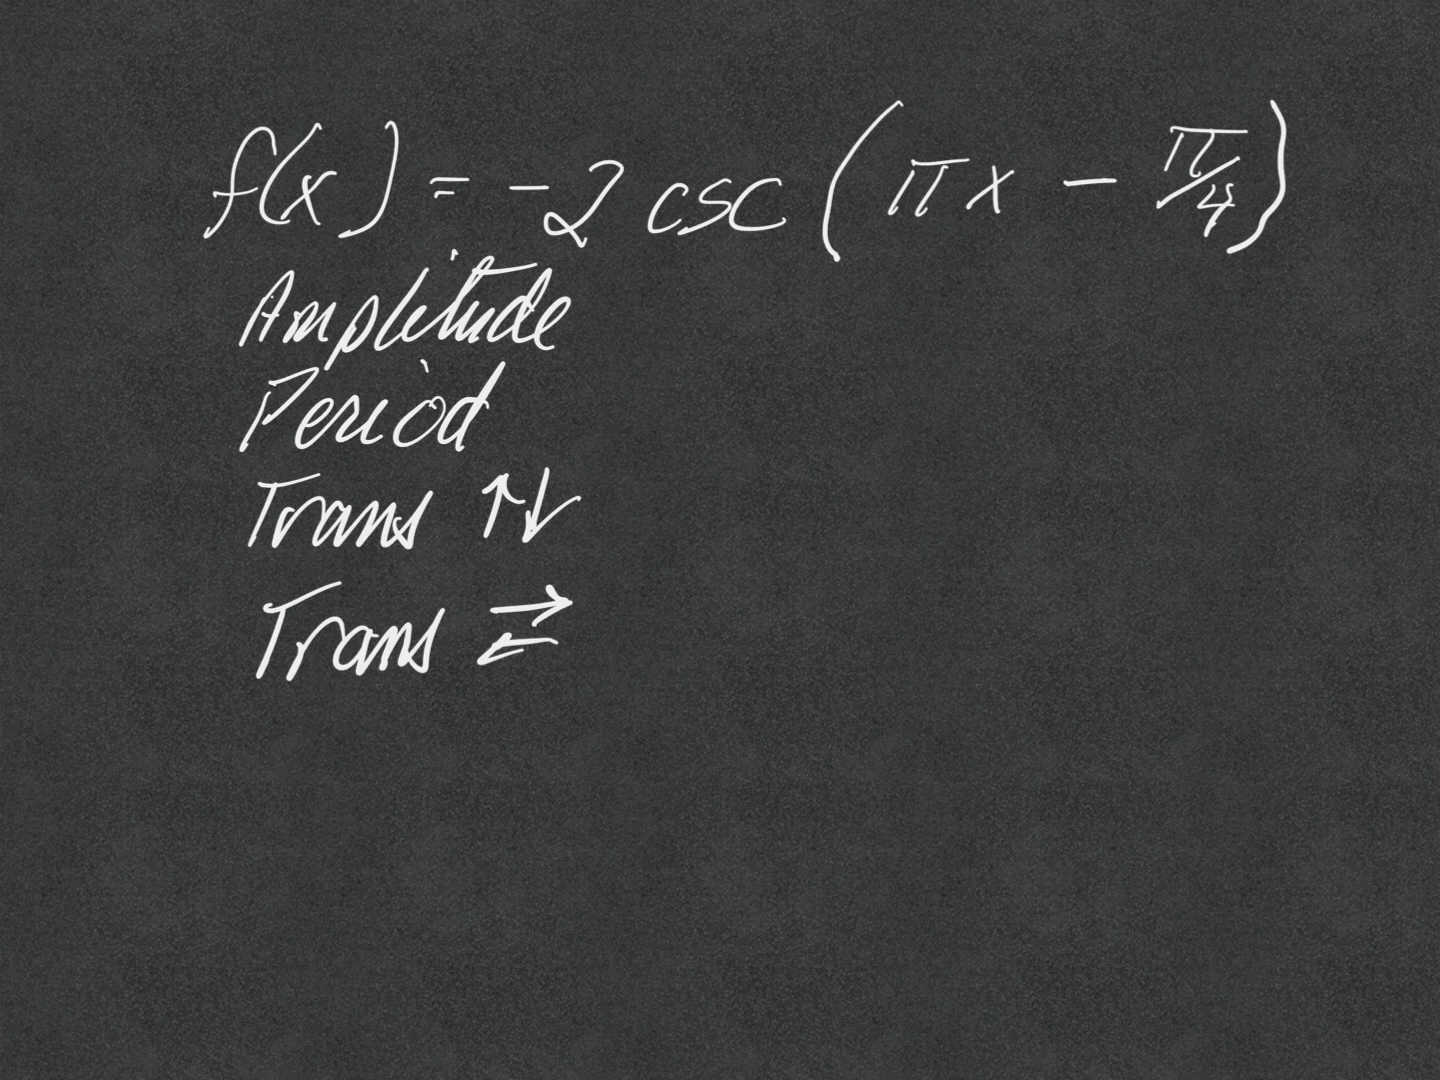 f(x) = -2 csc (πx - π/4)
Amplitude
Period
Trans ↑↓
Trans ⇄